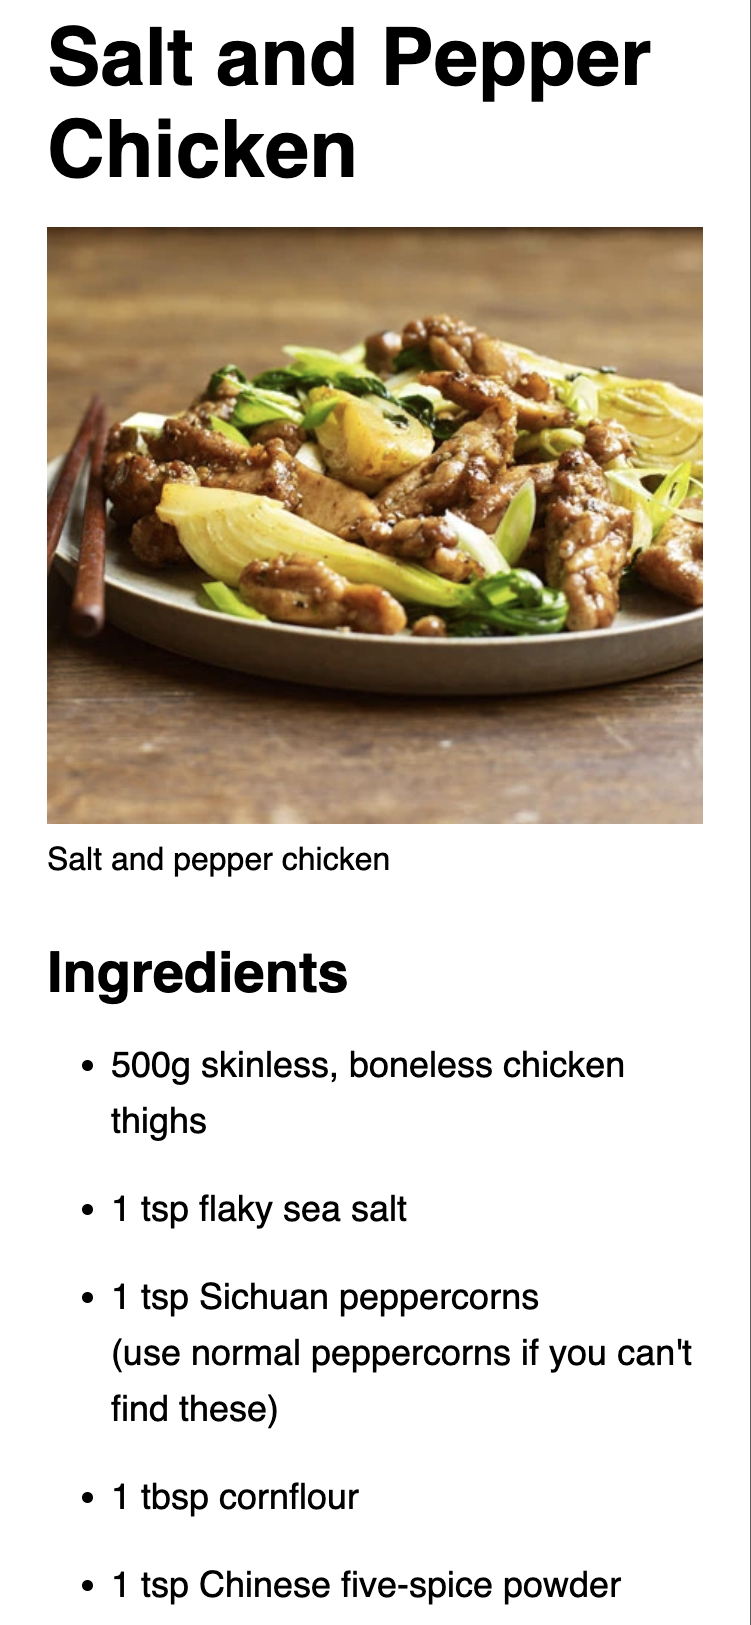 Salt and Pepper
Chicken
Salt and pepper chicken
Ingredients
• 500g skinless, boneless chicken
thighs
• 1 tsp flaky sea salt
• 1 tsp Sichuan peppercorns
(use normal peppercorns if you can't
find these)
• 1 tbsp cornflour
• 1 tsp Chinese five-spice powder